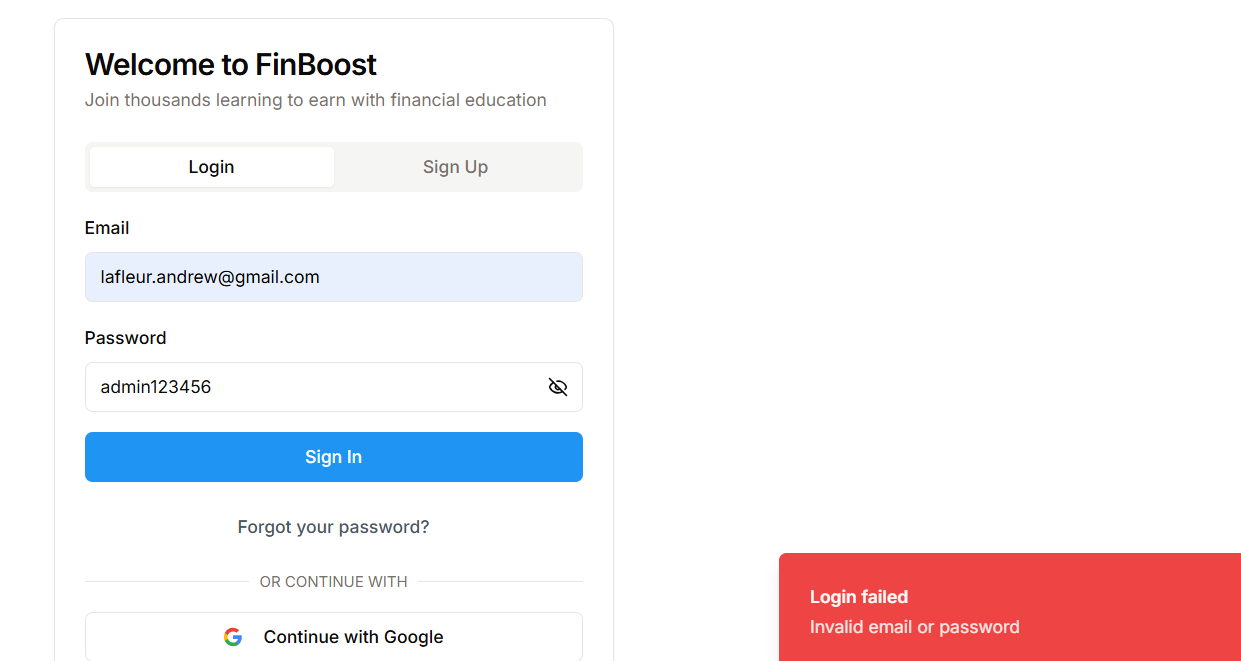 Welcome to FinBoost
Join thousands learning to earn with financial education
Login
Sign Up
Email
lafleur.andrew@gmail.com
Password
admin123456
Sign In
Forgot your password?
OR CONTINUE WITH
Continue with Google
Login failed
Invalid email or password